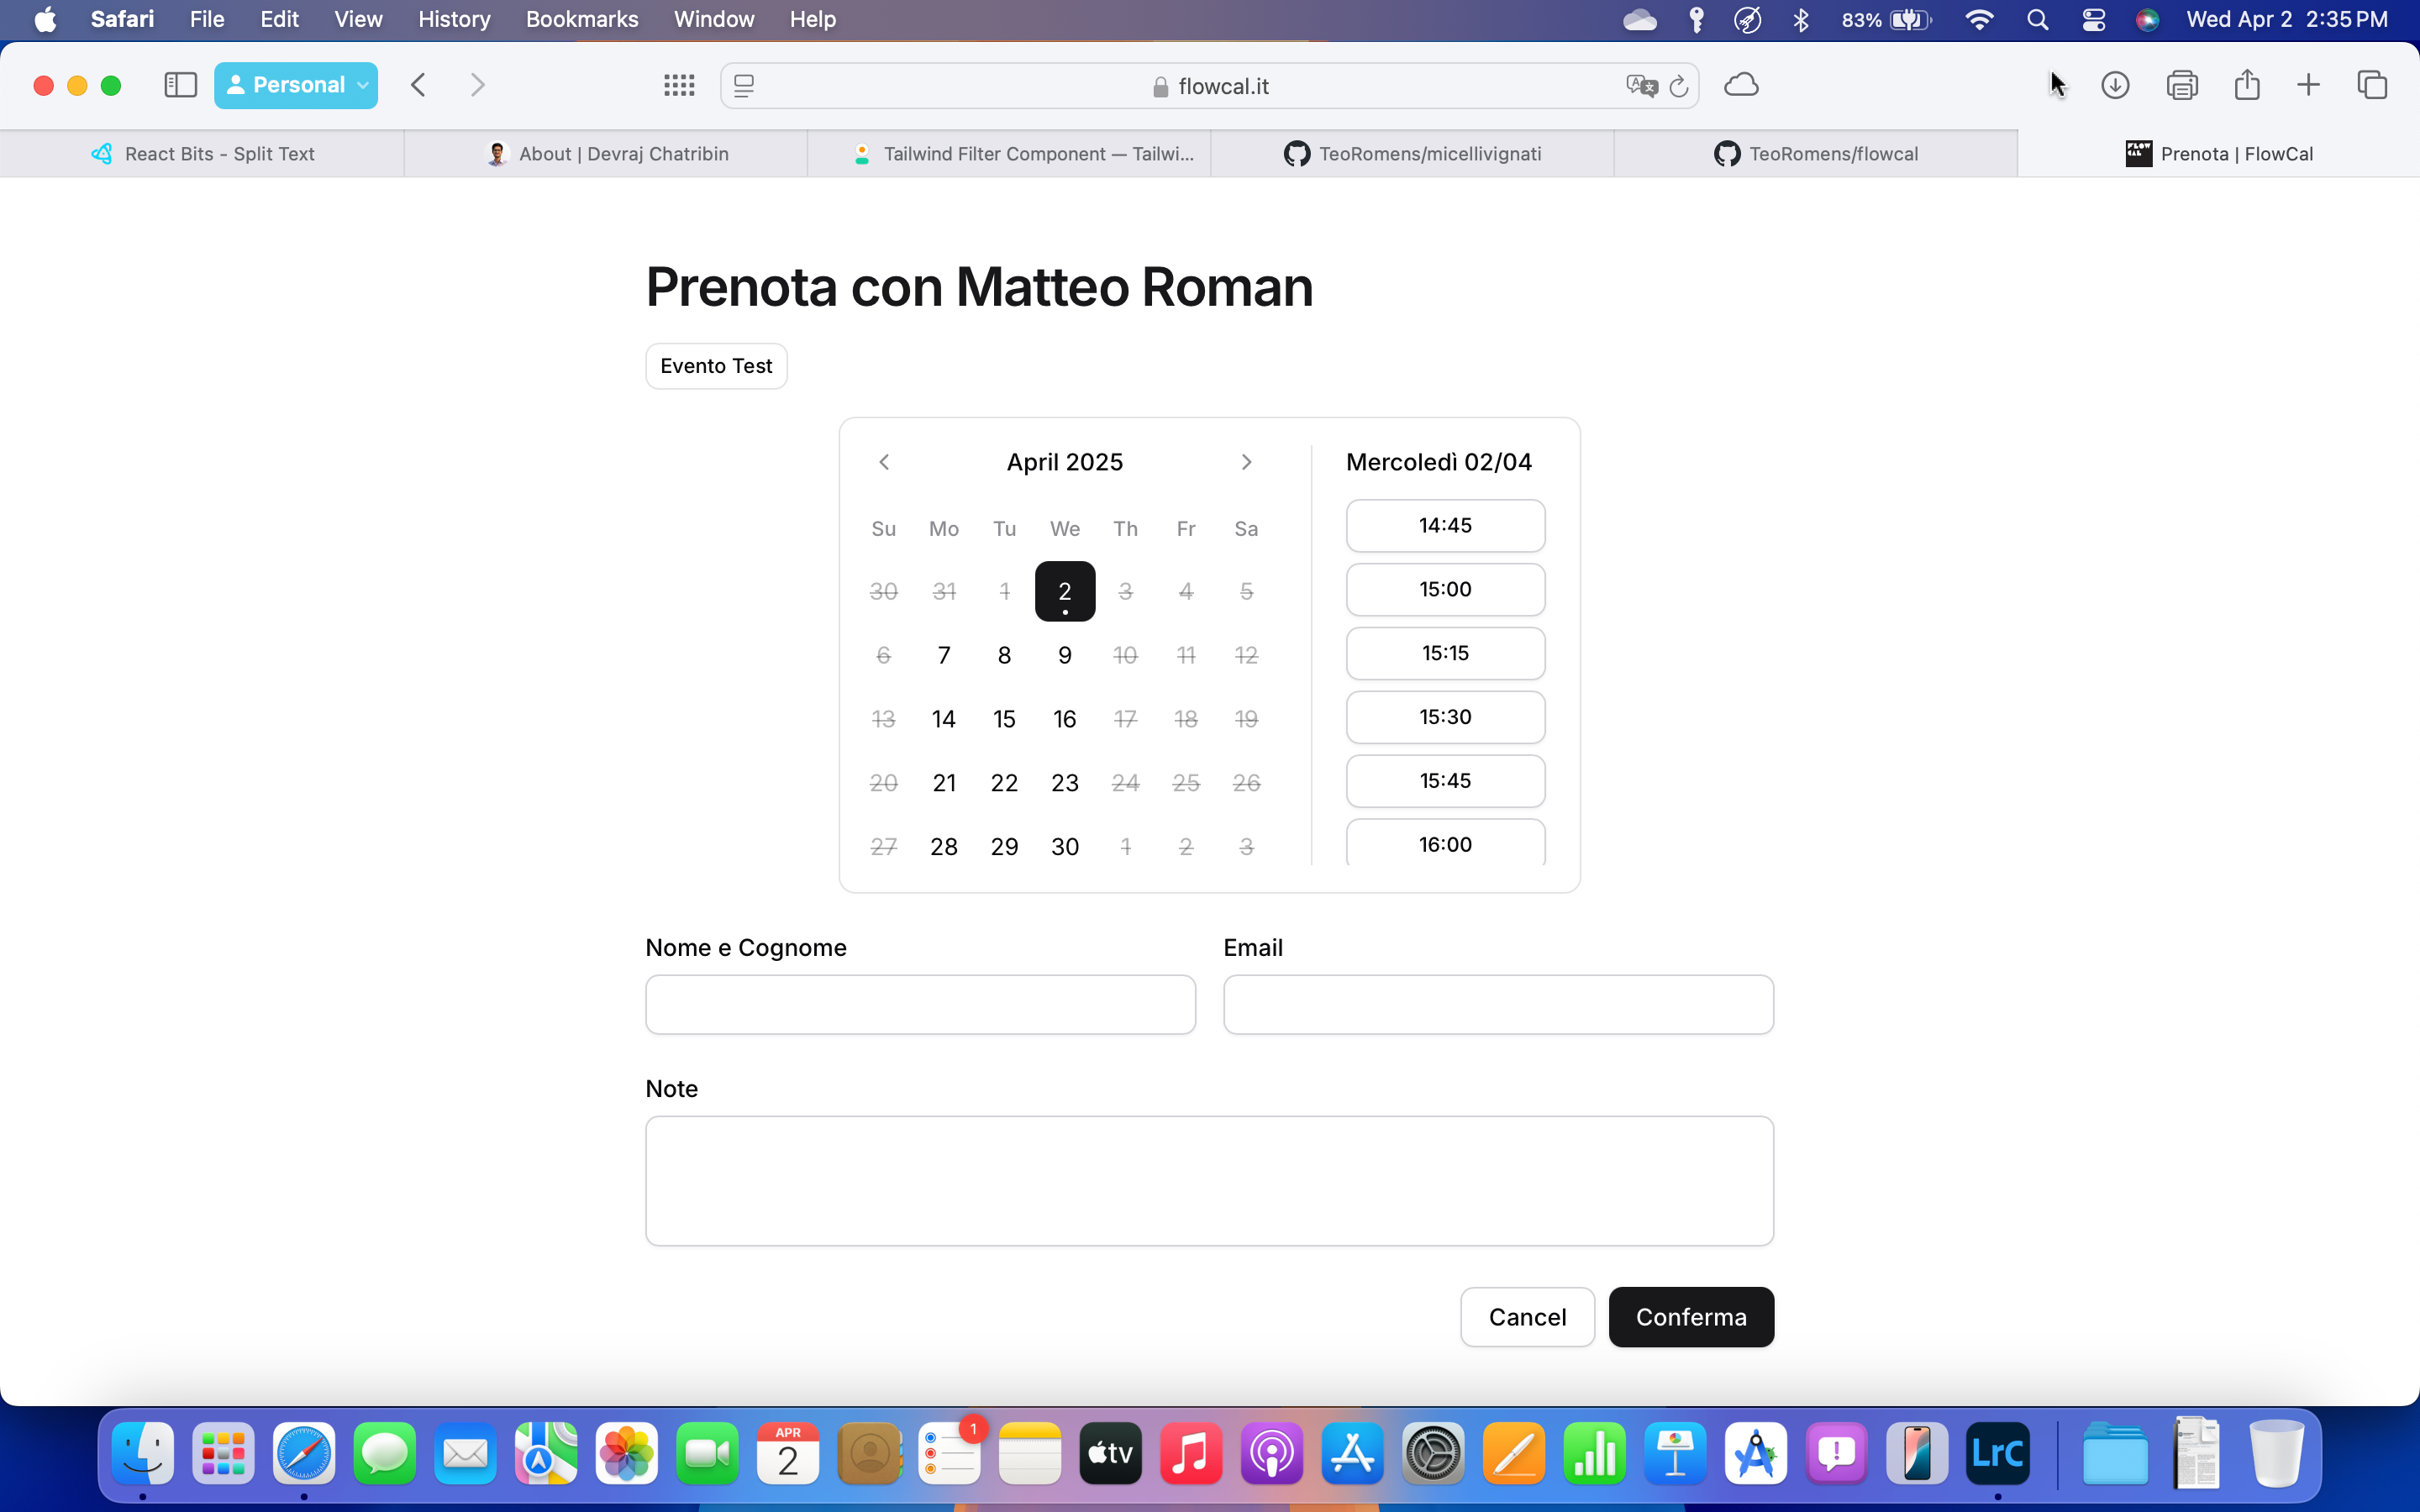 Safari File Edit View History Bookmarks Window Help 83% Wed Apr 2 2:35 PM
Personal flowcal.it
React Bits - Split Text About | Devraj Chatribin Tailwind Filter Component — Tailwi... TeoRomens/micellivignati TeoRomens/flowcal FLOW CAL Prenota | FlowCal
Prenota con Matteo Roman
Evento Test
April 2025
Su Mo Tu We Th Fr Sa
30 31 1 2 3 4 5
6 7 8 9 10 11 12
13 14 15 16 17 18 19
20 21 22 23 24 25 26
27 28 29 30 1 2 3
Mercoledì 02/04
14:45
15:00
15:15
15:30
15:45
16:00
Nome e Cognome Email
Note
Cancel Conferma
APR 2 1 tv LrC